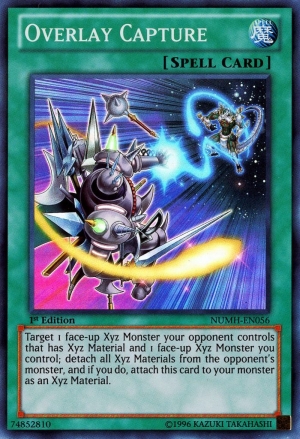 OVERLAY CAPTURE
魔
SPELL
[SPELL CARD]
1st Edition
NUMH-EN056
Target 1 face-up Xyz Monster your opponent controls
that has Xyz Material and 1 face-up Xyz Monster you
control; detach all Xyz Materials from the opponent's
monster, and if you do, attach this card to your monster
as an Xyz Material.
74852810
©1996 KAZUKI TAKAHASHI